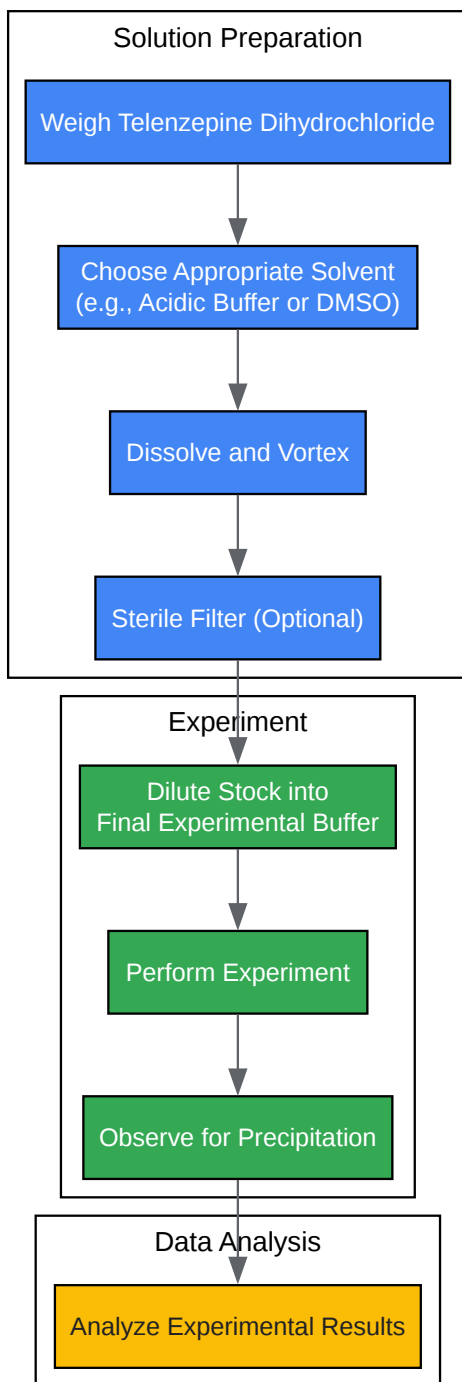 Solution Preparation
Weigh Telenzepine Dihydrochloride
Choose Appropriate Solvent
(e.g., Acidic Buffer or DMSO)
Dissolve and Vortex
Sterile Filter (Optional)
Experiment
Dilute Stock into
Final Experimental Buffer
Perform Experiment
Observe for Precipitation
Data Analysis
Analyze Experimental Results